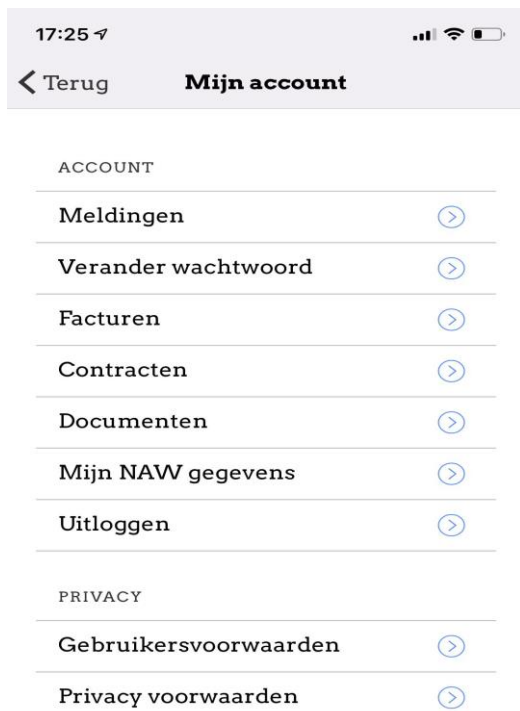 17:25
Terug
Mijn account
ACCOUNT
Meldingen
Verander wachtwoord
Facturen
Contracten
Documenten
Mijn NAW gegevens
Uitloggen
PRIVACY
Gebruikersvoorwaarden
Privacy voorwaarden